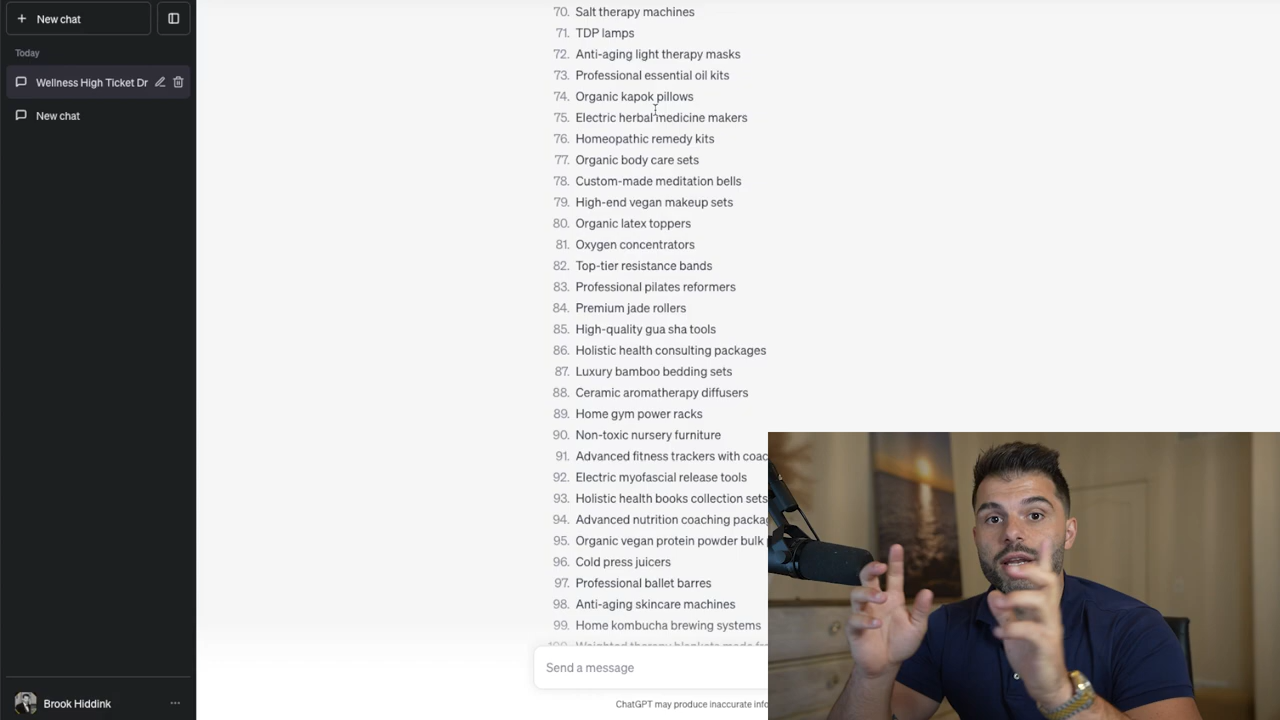 New chat
Today
Wellness High Ticket Dr
New chat
70. Salt therapy machines
71. TDP lamps
72. Anti-aging light therapy masks
73. Professional essential oil kits
74. Organic kapok pillows
75. Electric herbal medicine makers
76. Homeopathic remedy kits
77. Organic body care sets
78. Custom-made meditation bells
79. High-end vegan makeup sets
80. Organic latex toppers
81. Oxygen concentrators
82. Top-tier resistance bands
83. Professional pilates reformers
84. Premium jade rollers
85. High-quality gua sha tools
86. Holistic health consulting packages
87. Luxury bamboo bedding sets
88. Ceramic aromatherapy diffusers
89. Home gym power racks
90. Non-toxic nursery furniture
91. Advanced fitness trackers with coac
92. Electric myofascial release tools
93. Holistic health books collection sets
94. Advanced nutrition coaching packag
95. Organic vegan protein powder bulk
96. Cold press juicers
97. Professional ballet barres
98. Anti-aging skincare machines
99. Home kombucha brewing systems
100. Weighted therapy blankets made fr
Send a message
ChatGPT may produce inaccurate info
Brook Hiddink